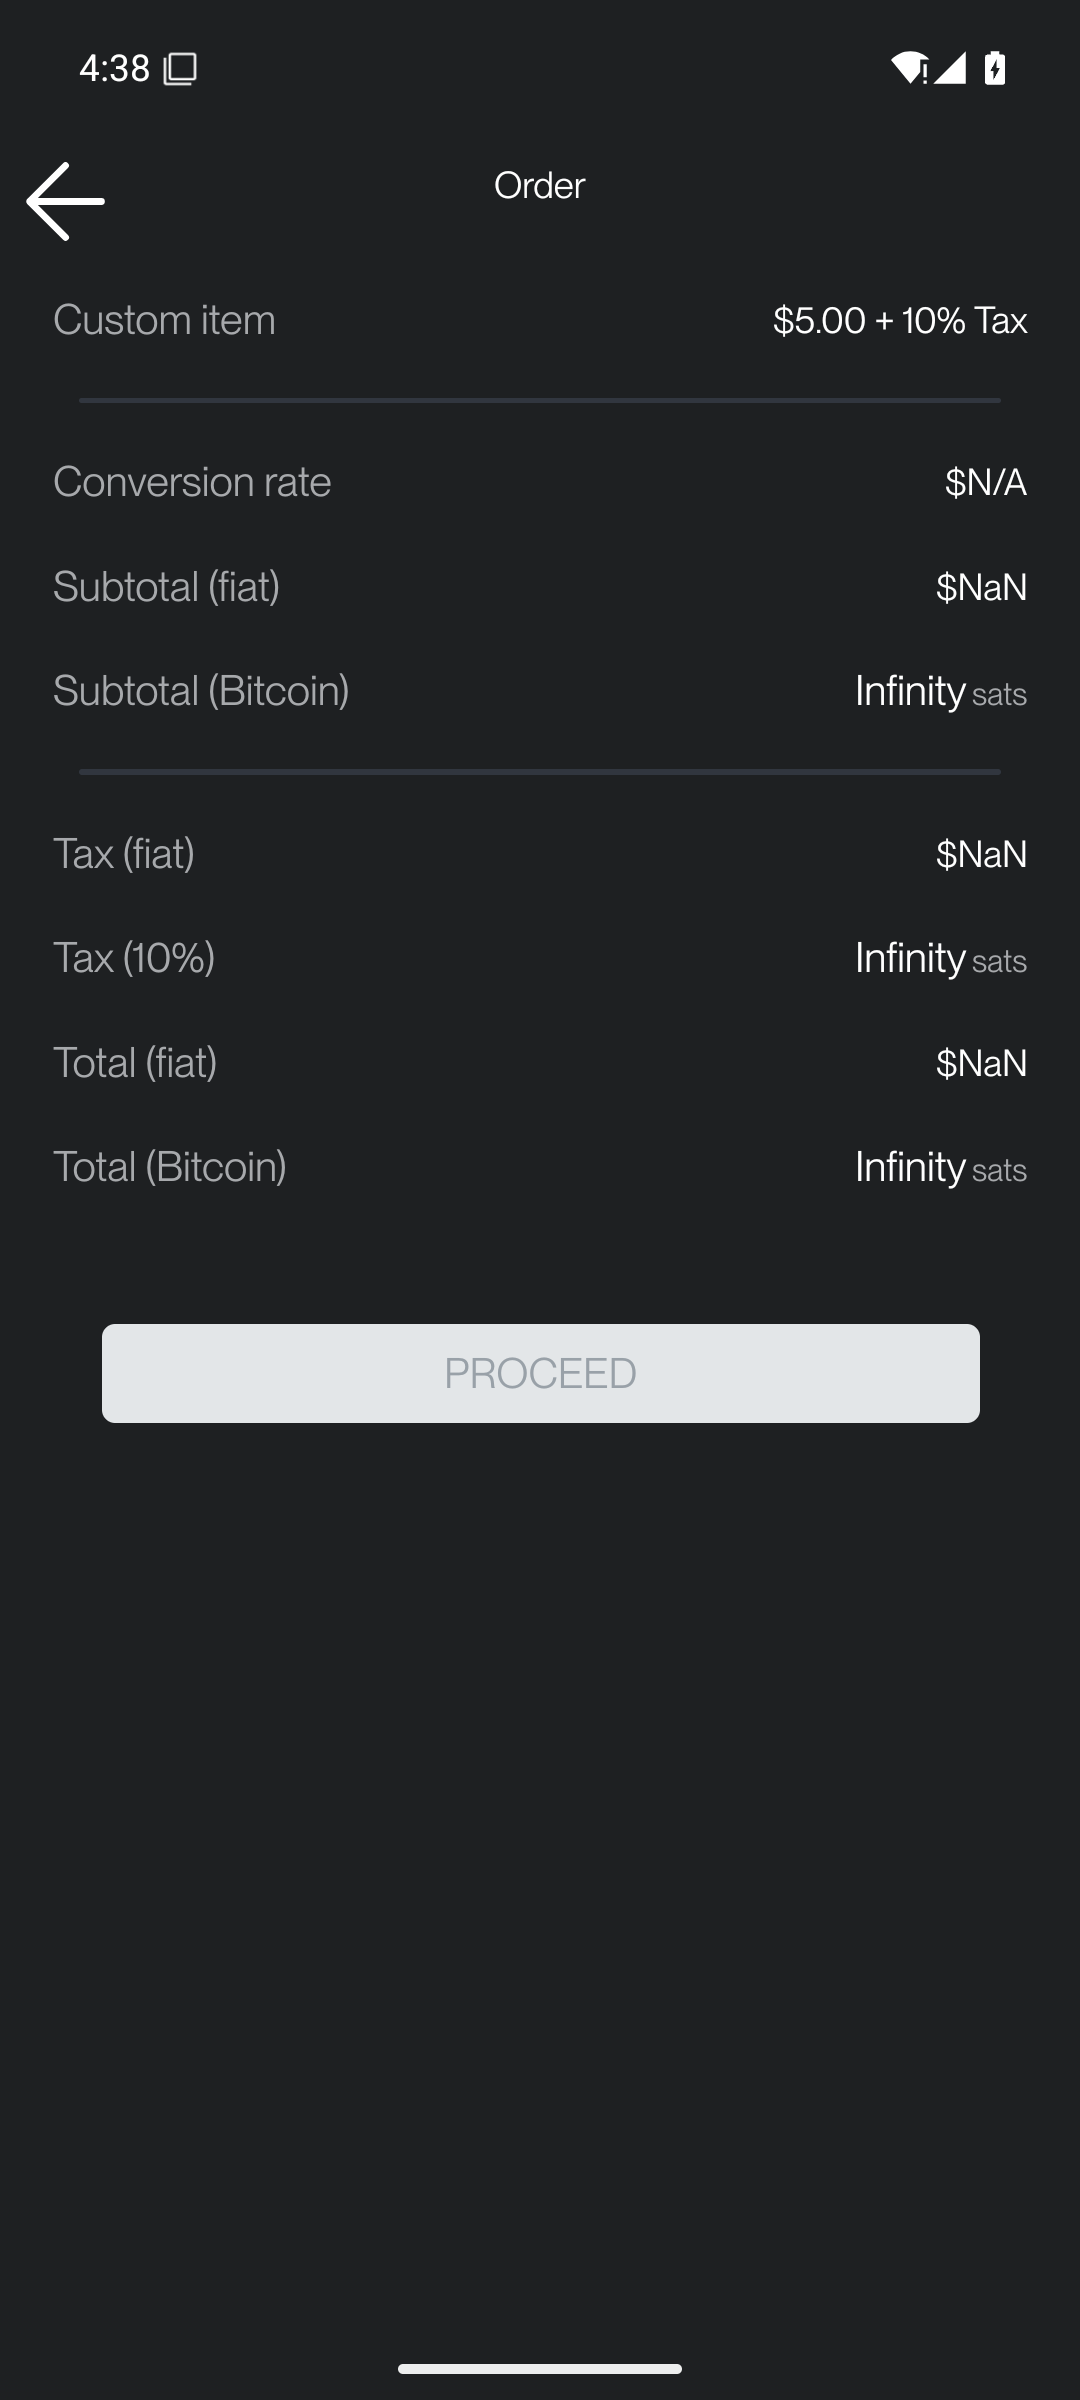 4:38
Order
Custom item $5.00 + 10% Tax
Conversion rate $N/A
Subtotal (fiat) $NaN
Subtotal (Bitcoin) Infinity sats
Tax (fiat) $NaN
Tax (10%) Infinity sats
Total (fiat) $NaN
Total (Bitcoin) Infinity sats
PROCEED